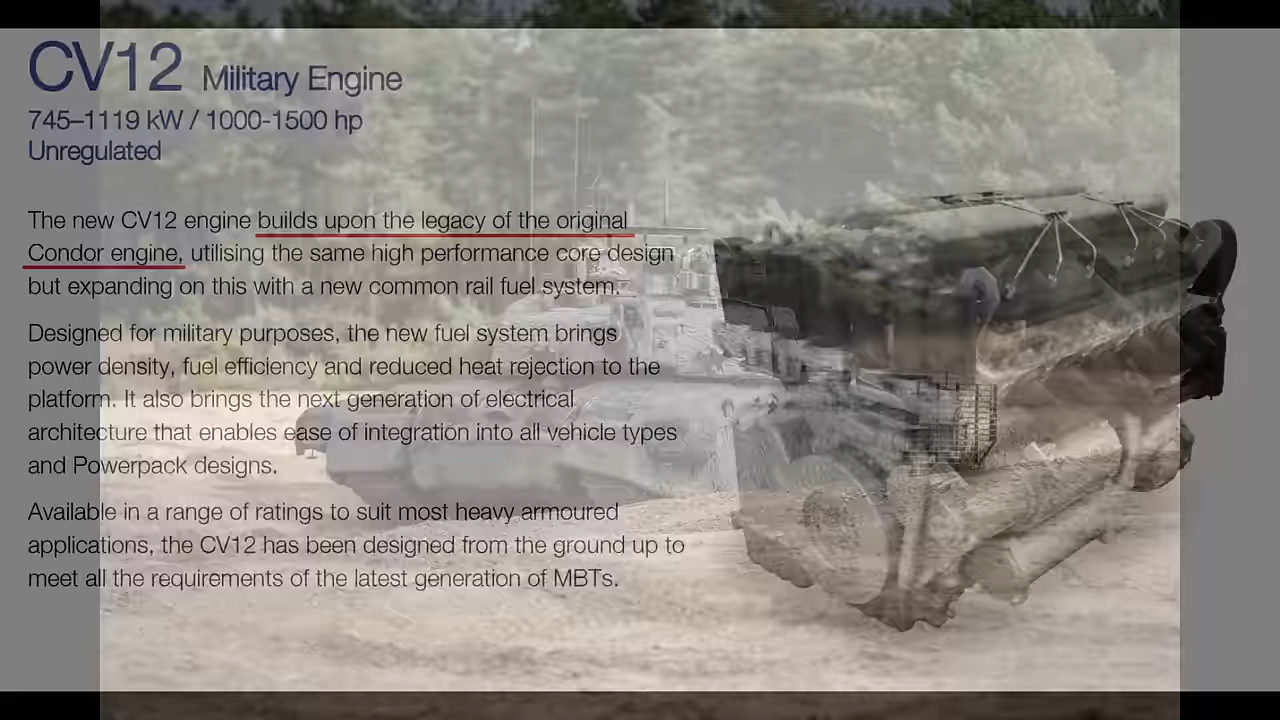 CV12 Military Engine
745–1119 kW / 1000-1500 hp
Unregulated
The new CV12 engine builds upon the legacy of the original
Condor engine, utilising the same high performance core design
but expanding on this with a new common rail fuel system.
Designed for military purposes, the new fuel system brings
power density, fuel efficiency and reduced heat rejection to the
platform. It also brings the next generation of electrical
architecture that enables ease of integration into all vehicle types
and Powerpack designs.
Available in a range of ratings to suit most heavy armoured
applications, the CV12 has been designed from the ground up to
meet all the requirements of the latest generation of MBTs.